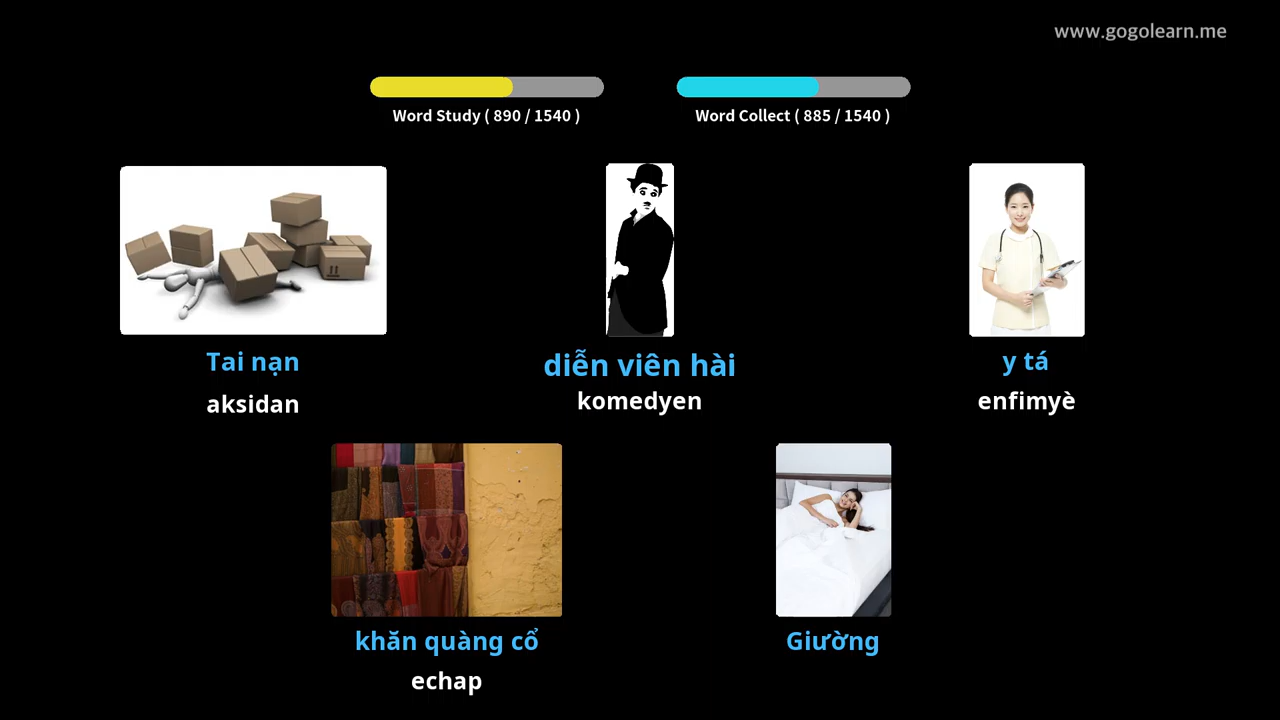 www.gogolearn.me
Word Study ( 890 / 1540 )
Word Collect ( 885 / 1540 )
Tai nạn
aksidan
diễn viên hài
komedyen
y tá
enfimyè
khăn quàng cổ
echap
Giường